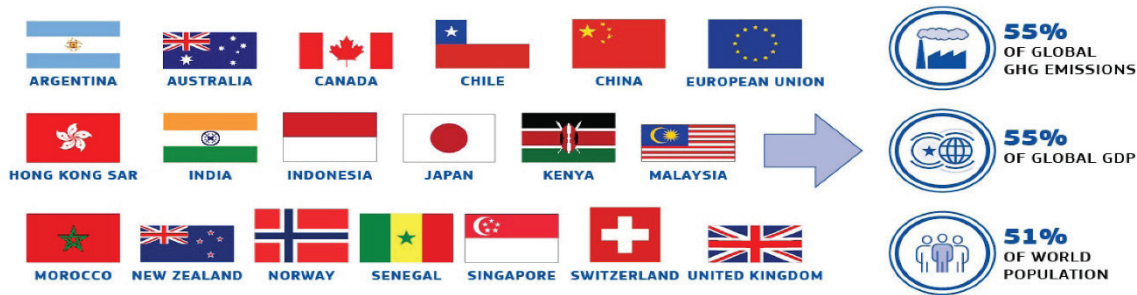 ARGENTINA
AUSTRALIA
CANADA
CHILE
CHINA
EUROPEAN UNION
55%
OF GLOBAL
GHG EMISSIONS
HONG KONG SAR
INDIA
INDONESIA
JAPAN
KENYA
MALAYSIA
55%
OF GLOBAL GDP
MOROCCO
NEW ZEALAND
NORWAY
SENEGAL
SINGAPORE
SWITZERLAND
UNITED KINGDOM
51%
OF WORLD
POPULATION